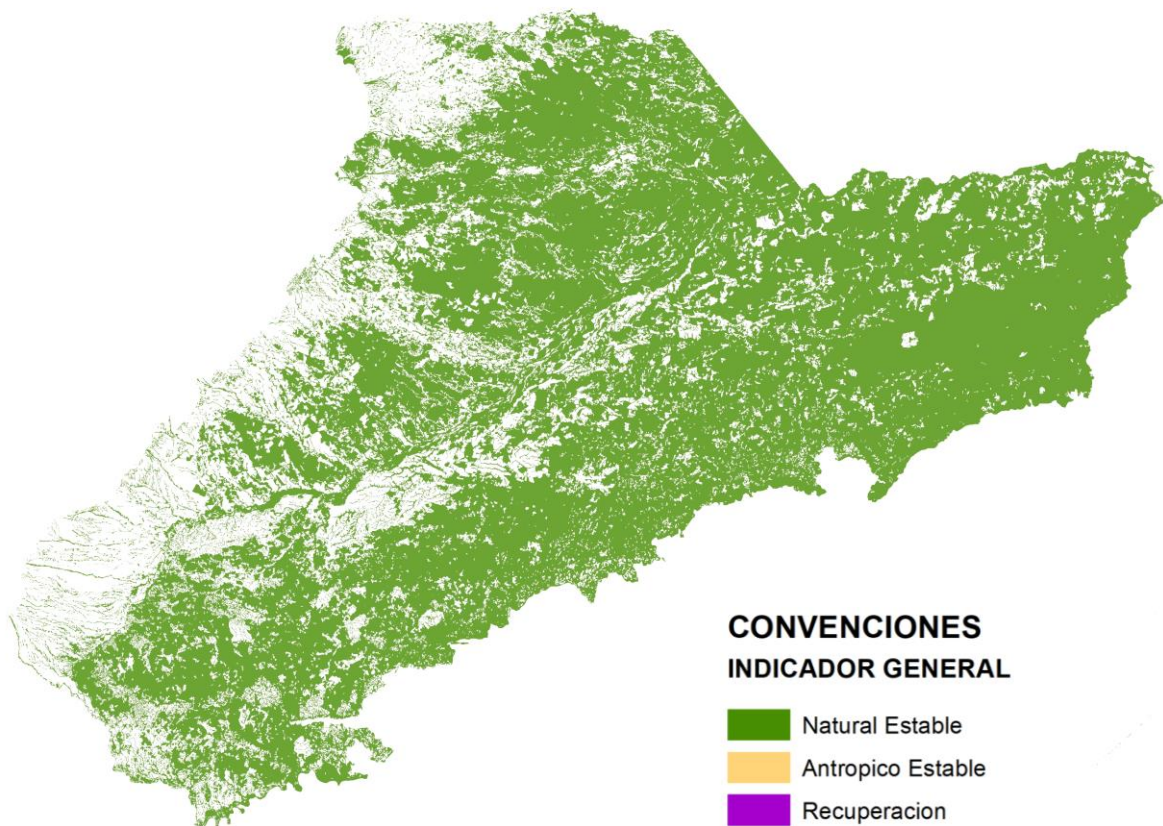 CONVENCIONES
INDICADOR GENERAL
Natural Estable
Antropico Estable
Recuperacion